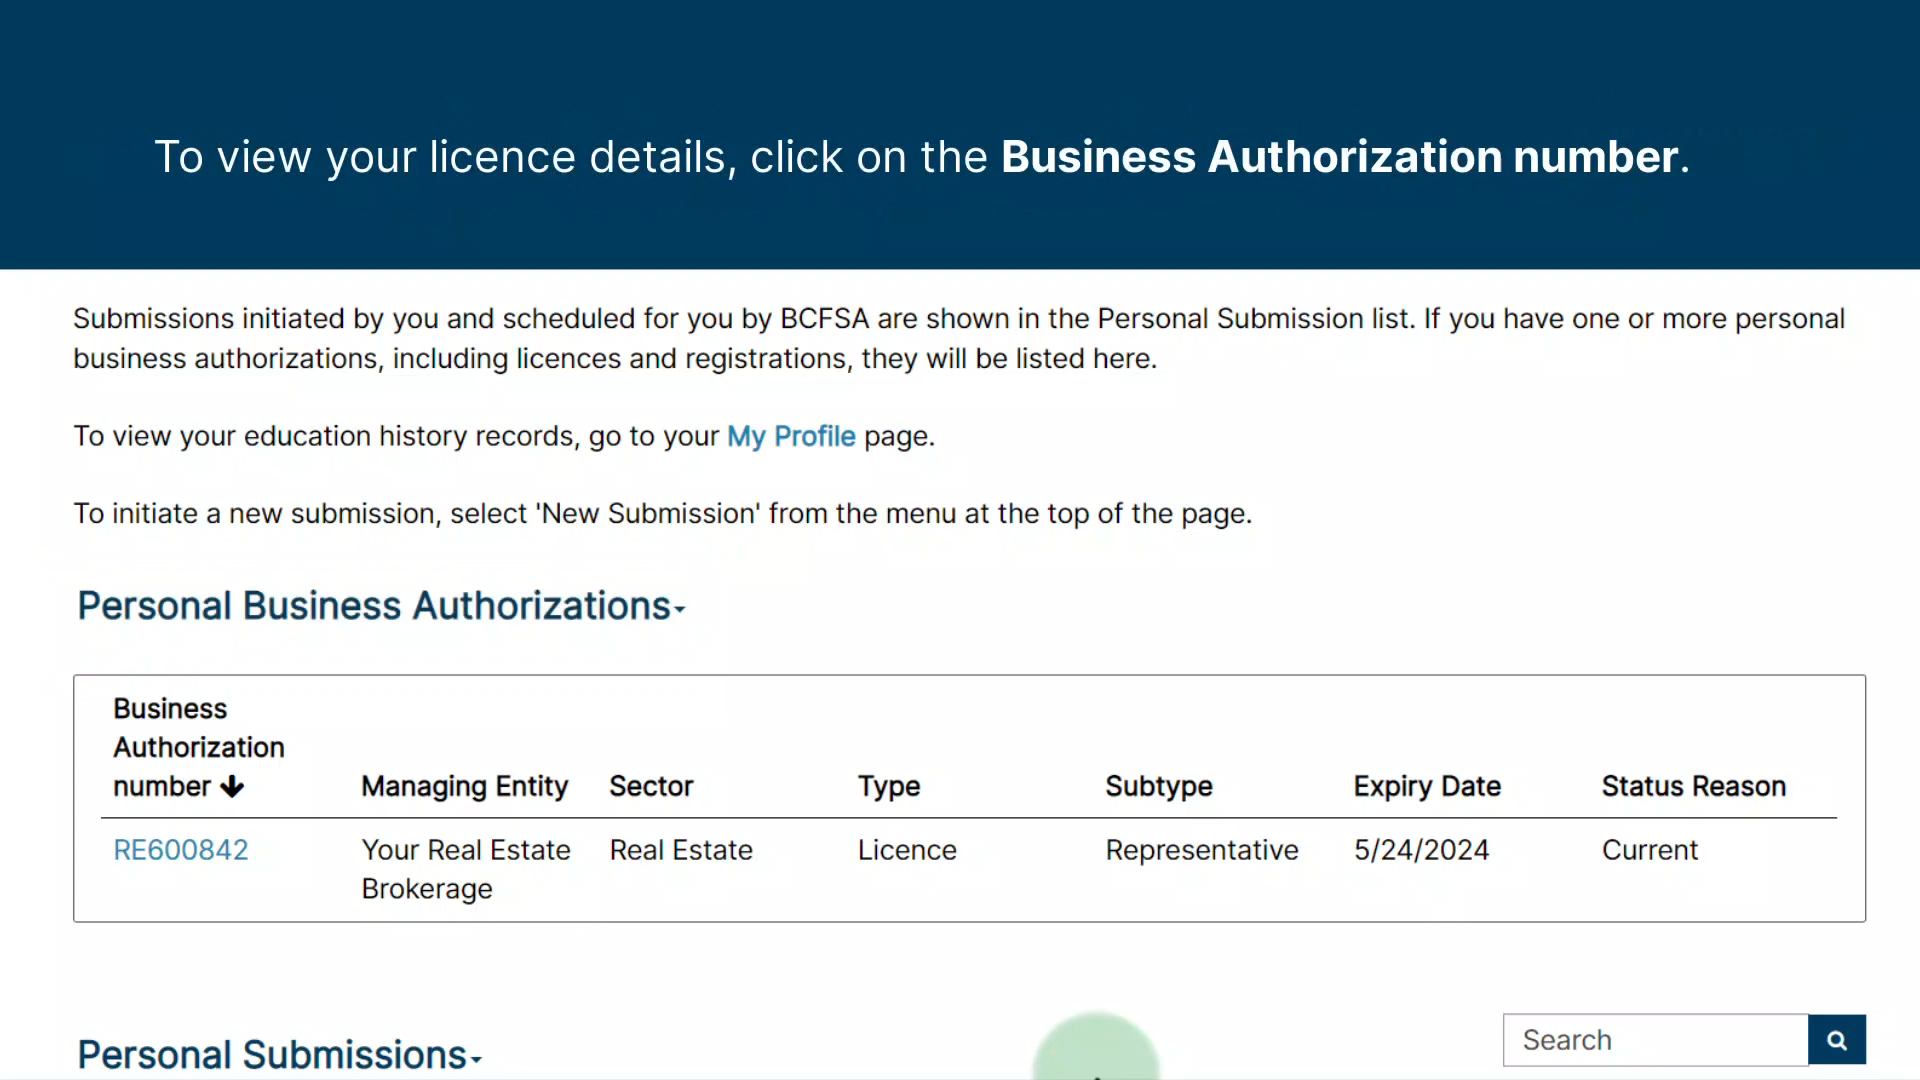 To view your licence details, click on the Business Authorization number.
Submissions initiated by you and scheduled for you by BCFSA are shown in the Personal Submission list. If you have one or more personal
business authorizations, including licences and registrations, they will be listed here.
To view your education history records, go to your My Profile page.
To initiate a new submission, select 'New Submission' from the menu at the top of the page.
Personal Business Authorizations
Business
Authorization
number Managing Entity Sector Type Subtype Expiry Date Status Reason
RE600842 Your Real Estate Real Estate Licence Representative 5/24/2024 Current
Brokerage
Personal Submissions Search